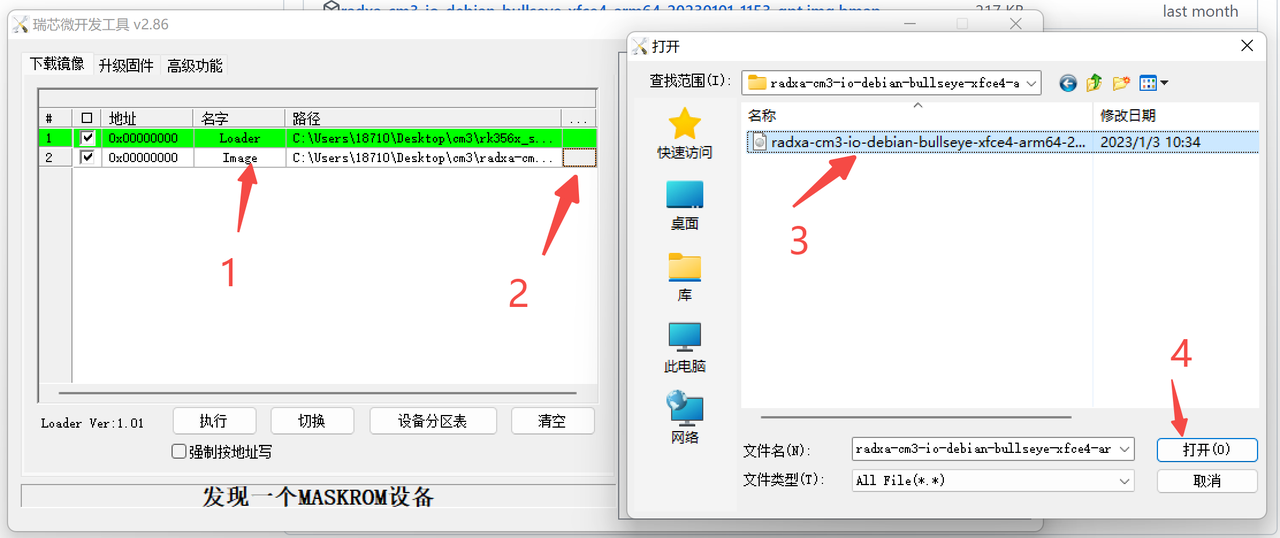 radxa-cm3-io-debian-bullseye-xfce4-arm64-20230101-1153-gpt.img.bmap
217 KB
last month
瑞芯微开发工具 v2.86
下载镜像 升级固件 高级功能
# 地址 名字 路径 ...
1 0x00000000 Loader C:\Users\18710\Desktop\cm3\rk356x_s...
2 0x00000000 Image C:\Users\18710\Desktop\cm3\radxa-cm...
1
2
Loader Ver:1.01 执行 切换 设备分区表 清空
强制按地址写
发现一个MASKROM设备
打开
查找范围(I): radxa-cm3-io-debian-bullseye-xfce4-a
快速访问
桌面
库
此电脑
网络
名称 修改日期
radxa-cm3-io-debian-bullseye-xfce4-arm64-2... 2023/1/3 10:34
3
4
文件名(N): radxa-cm3-io-debian-bullseye-xfce4-ar 打开(O)
文件类型(T): All File(*.*) 取消